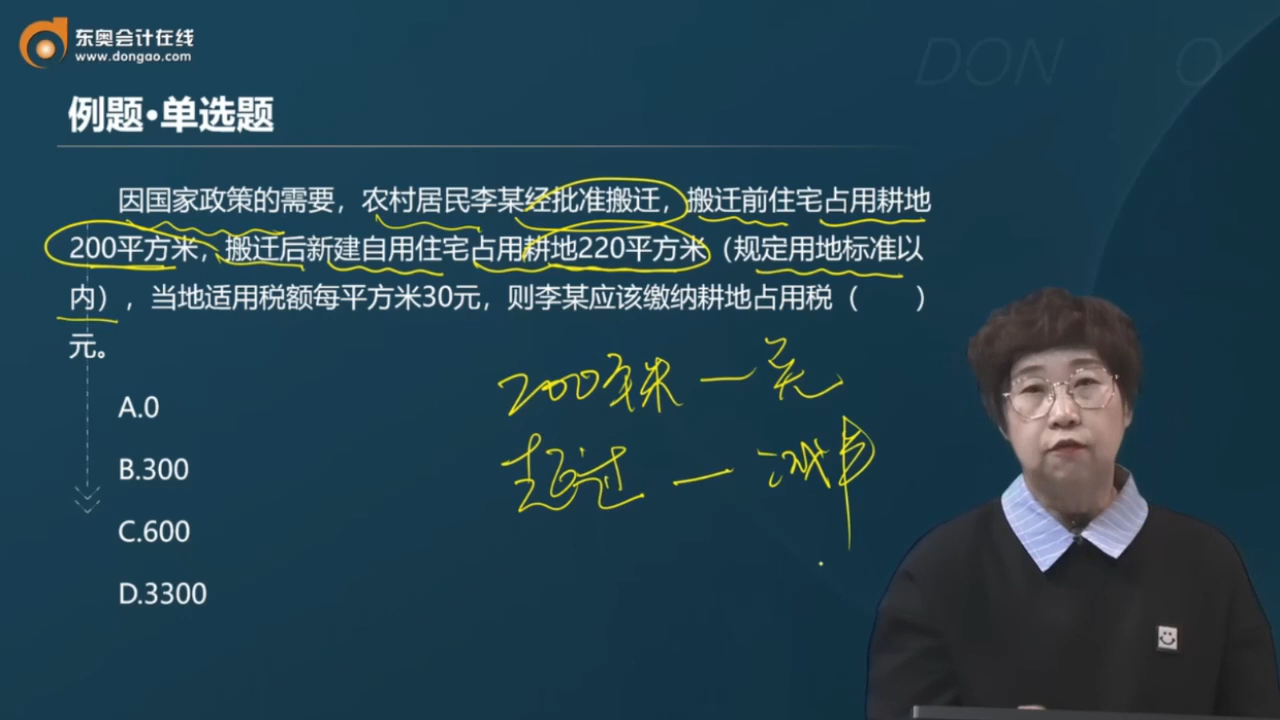 东奥会计在线
www.dongao.com
DON O
例题·单选题
因国家政策的需要，农村居民李某经批准搬迁，搬迁前住宅占用耕地
200平方米，搬迁后新建自用住宅占用耕地220平方米（规定用地标准以
内），当地适用税额每平方米30元，则李某应该缴纳耕地占用税（　　）
元。
200平米 — 免
超过 — 减半
A.0
B.300
C.600
D.3300